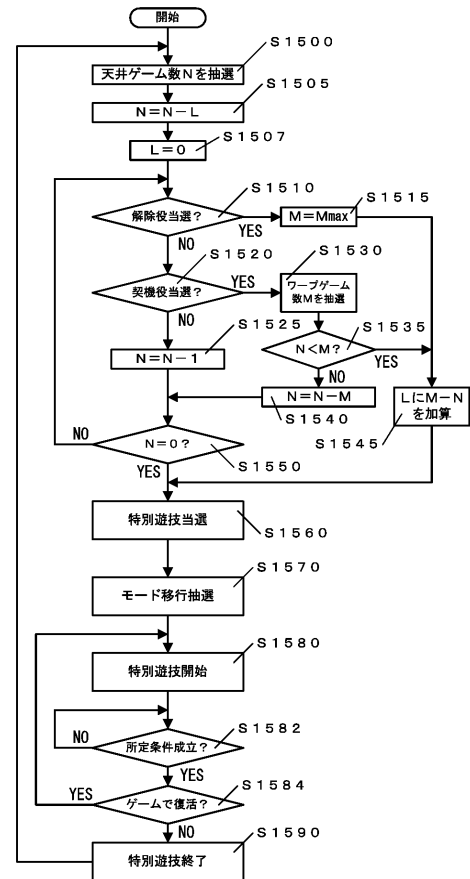 開始
天井ゲーム数Nを抽選
S1500
N=N-L
S1505
L=0
S1507
解除役当選?
S1510
YES
M=Mmax
S1515
NO
契機役当選?
S1520
YES
ワープゲーム
数Mを抽選
S1530
NO
N=N-1
S1525
N<M?
S1535
YES
NO
N=N-M
S1540
LにM-N
を加算
S1545
NO
N=0?
S1550
YES
特別遊技当選
S1560
モード移行抽選
S1570
特別遊技開始
S1580
NO
所定条件成立?
S1582
YES
YES
ゲームで復活?
S1584
NO
特別遊技終了
S1590